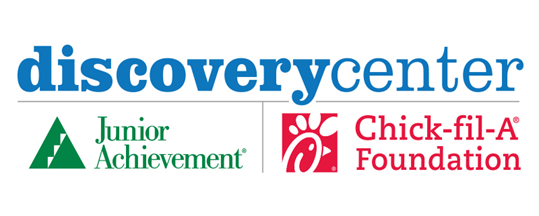 discoverycenter
Junior
Achievement®
Chick-fil-A®
Foundation